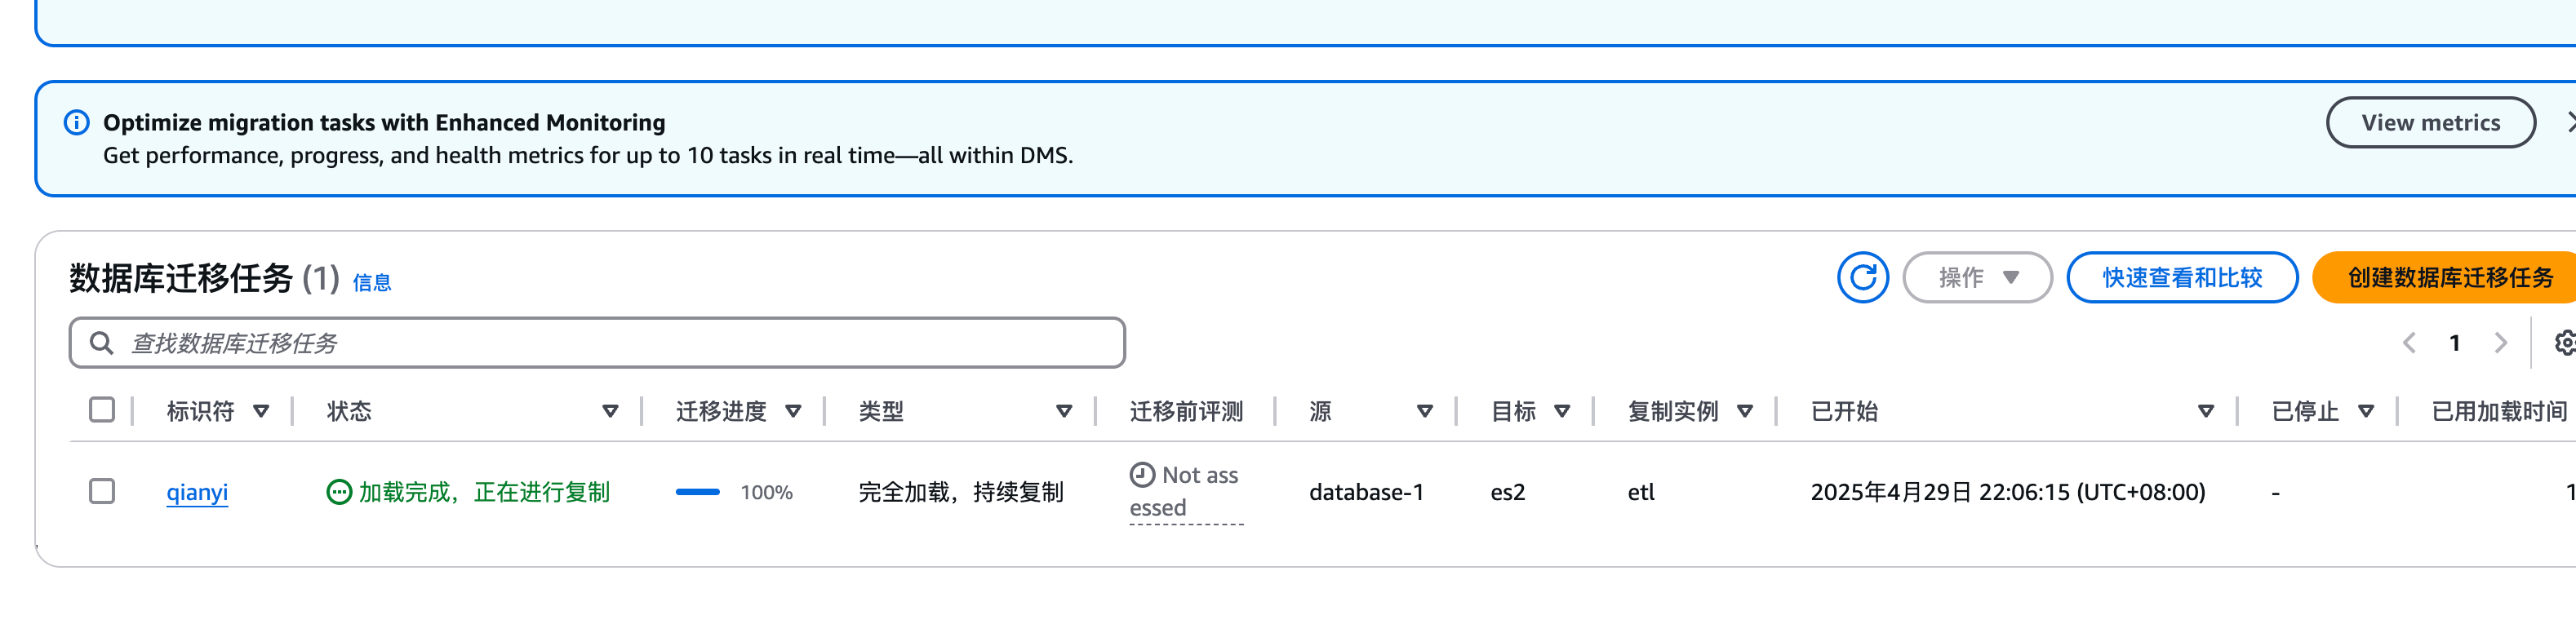 Optimize migration tasks with Enhanced Monitoring
View metrics
Get performance, progress, and health metrics for up to 10 tasks in real time—all within DMS.
数据库迁移任务 (1) 信息
操作
快速查看和比较
创建数据库迁移任务
查找数据库迁移任务
1
标识符 状态 迁移进度 类型 迁移前评测 源 目标 复制实例 已开始 已停止 已用加载时间
qianyi 加载完成，正在进行复制 100% 完全加载，持续复制 Not ass
essed
database-1 es2 etl 2025年4月29日 22:06:15 (UTC+08:00) -